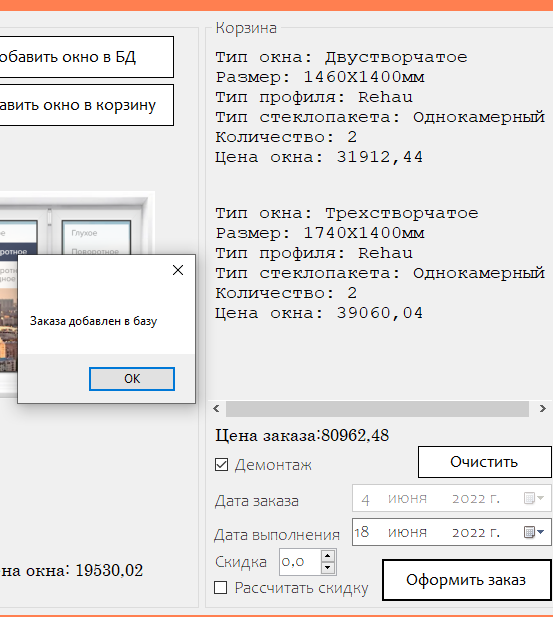 Корзина
обавить окно в БД
авить окно в корзину
Тип окна: Двустворчатое
Размер: 1460X1400мм
Тип профиля: Rehau
Тип стеклопакета: Однокамерный
Количество: 2
Цена окна: 31912,44
Тип окна: Трехстворчатое
Размер: 1740X1400мм
Тип профиля: Rehau
Тип стеклопакета: Однокамерный
Количество: 2
Цена окна: 39060,04
Глухое
Поворотное
Заказа добавлен в базу
OK
Цена заказа:80962,48
Демонтаж
Очистить
Дата заказа
4 июня 2022 г.
Дата выполнения
18 июня 2022 г.
Скидка
0,0
Рассчитать скидку
Оформить заказ
на окна: 19530,02